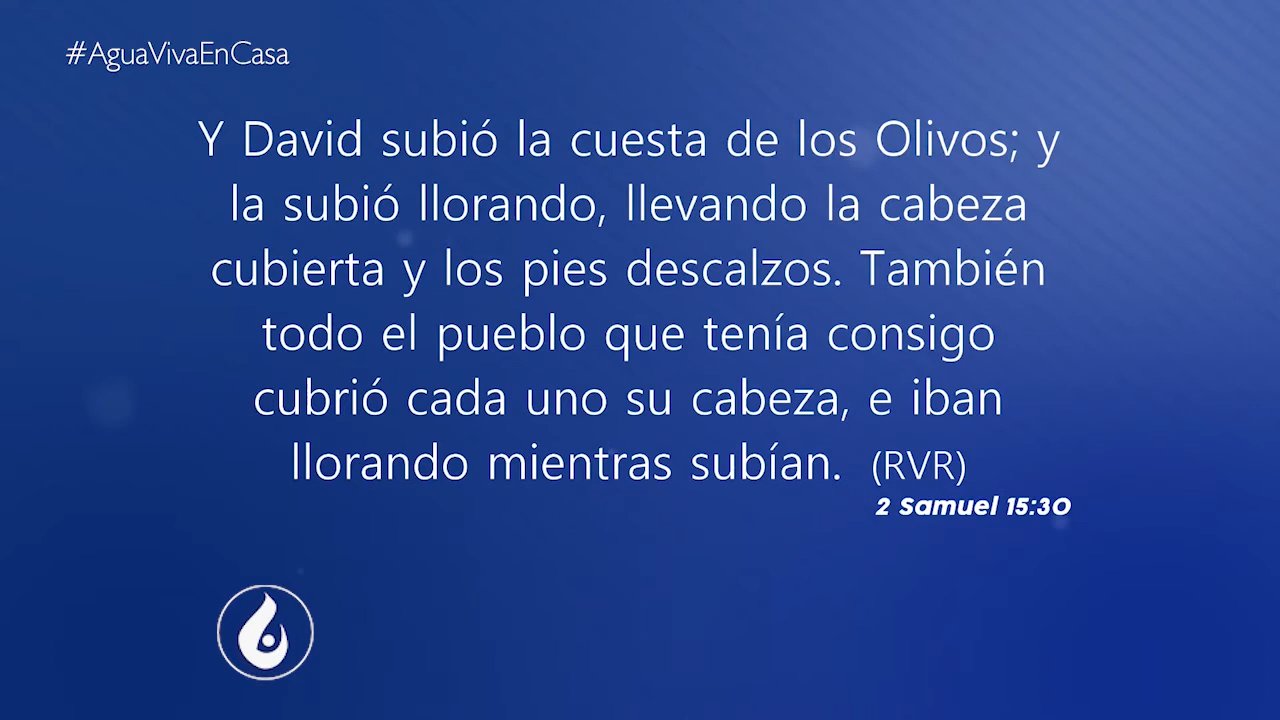 #AguaVivaEnCasa
Y David subió la cuesta de los Olivos; y
la subió llorando, llevando la cabeza
cubierta y los pies descalzos. También
todo el pueblo que tenía consigo
cubrió cada uno su cabeza, e iban
llorando mientras subían. (RVR)
2 Samuel 15:30